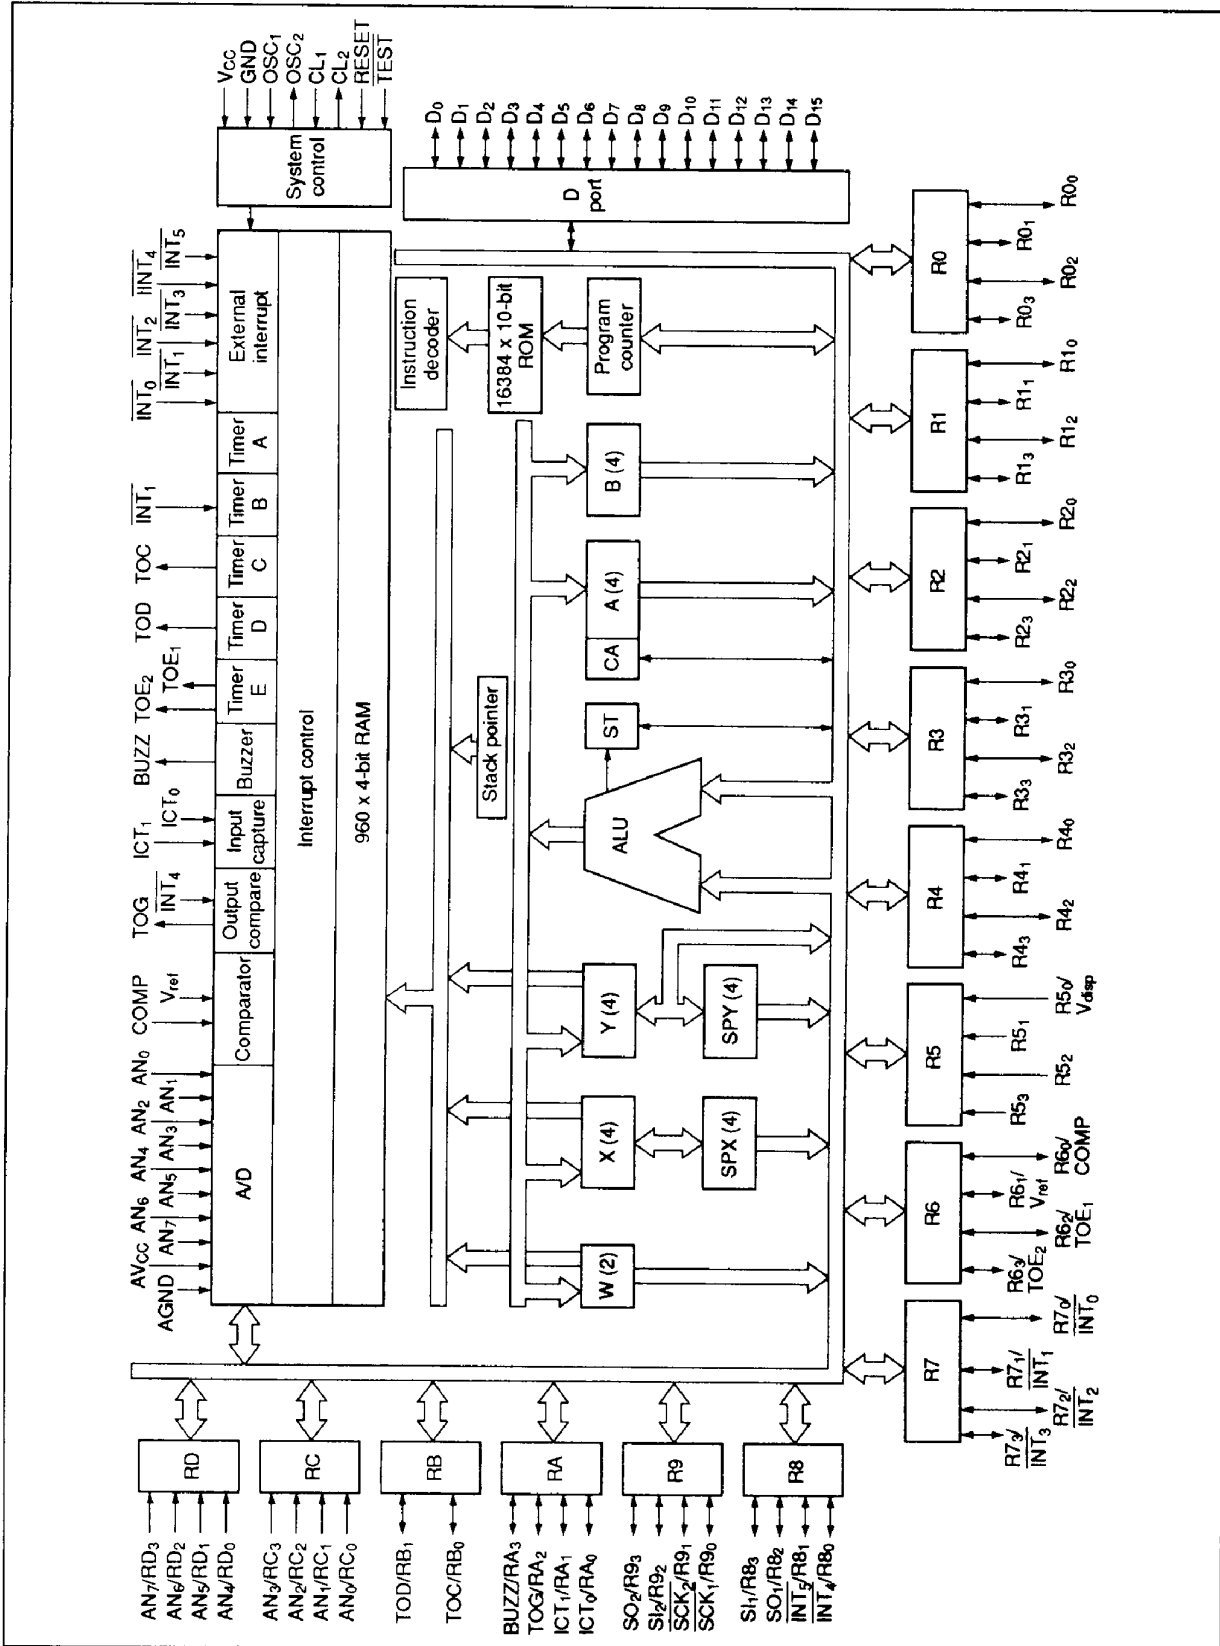 VCC
GND
OSC1
OSC2
CL1
CL2
RESET
TEST
System control
D0
D1
D2
D3
D4
D5
D6
D7
D8
D9
D10
D11
D12
D13
D14
D15
D port
INT0
INT1
INT2
INT3
IINT4
INT5
External interrupt
Timer A
INT1
Timer B
TOC
Timer C
TOD
Timer D
TOE2
TOE1
Timer E
BUZZ
Buzzer
ICT1
ICT0
Input capture
TOG
INT4
Output compare
COMP
Vref
Comparator
AN0
AN1
AN2
AN3
AN4
AN5
AN6
AN7
AVCC
AGND
A/D
Interrupt control
960 x 4-bit RAM
Instruction decoder
16384 x 10-bit ROM
Program counter
Stack pointer
B (4)
A (4)
CA
ST
ALU
Y (4)
SPY (4)
X (4)
SPX (4)
W (2)
R0
R00
R01
R02
R03
R1
R10
R11
R12
R13
R2
R20
R21
R22
R23
R3
R30
R31
R32
R33
R4
R40
R41
R42
R43
R5
R50/
Vdisp
R51
R52
R53
R6
R60/
COMP
R61/
Vref
R62/
TOE1
R63/
TOE2
R7
R70/
INT0
R71/
INT1
R72/
INT2
R73/
INT3
RD
AN7/RD3
AN6/RD2
AN5/RD1
AN4/RD0
RC
AN3/RC3
AN2/RC2
AN1/RC1
AN0/RC0
RB
TOD/RB1
TOC/RB0
RA
BUZZ/RA3
TOG/RA2
ICT1/RA1
ICT0/RA0
R9
SO2/R93
SI2/R92
SCK2/R91
SCK1/R90
R8
SI1/R83
SO1/R82
INT5/R81
INT4/R80